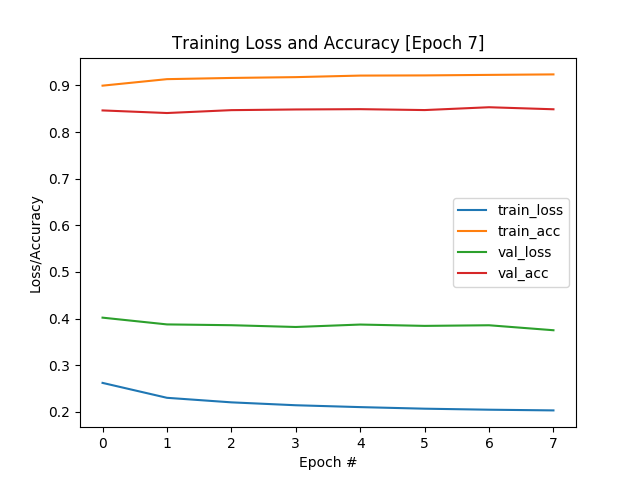 Training Loss and Accuracy [Epoch 7]
0.9
0.8
0.7
0.6
0.5
0.4
0.3
0.2
Loss/Accuracy
train_loss
train_acc
val_loss
val_acc
0 1 2 3 4 5 6 7
Epoch #